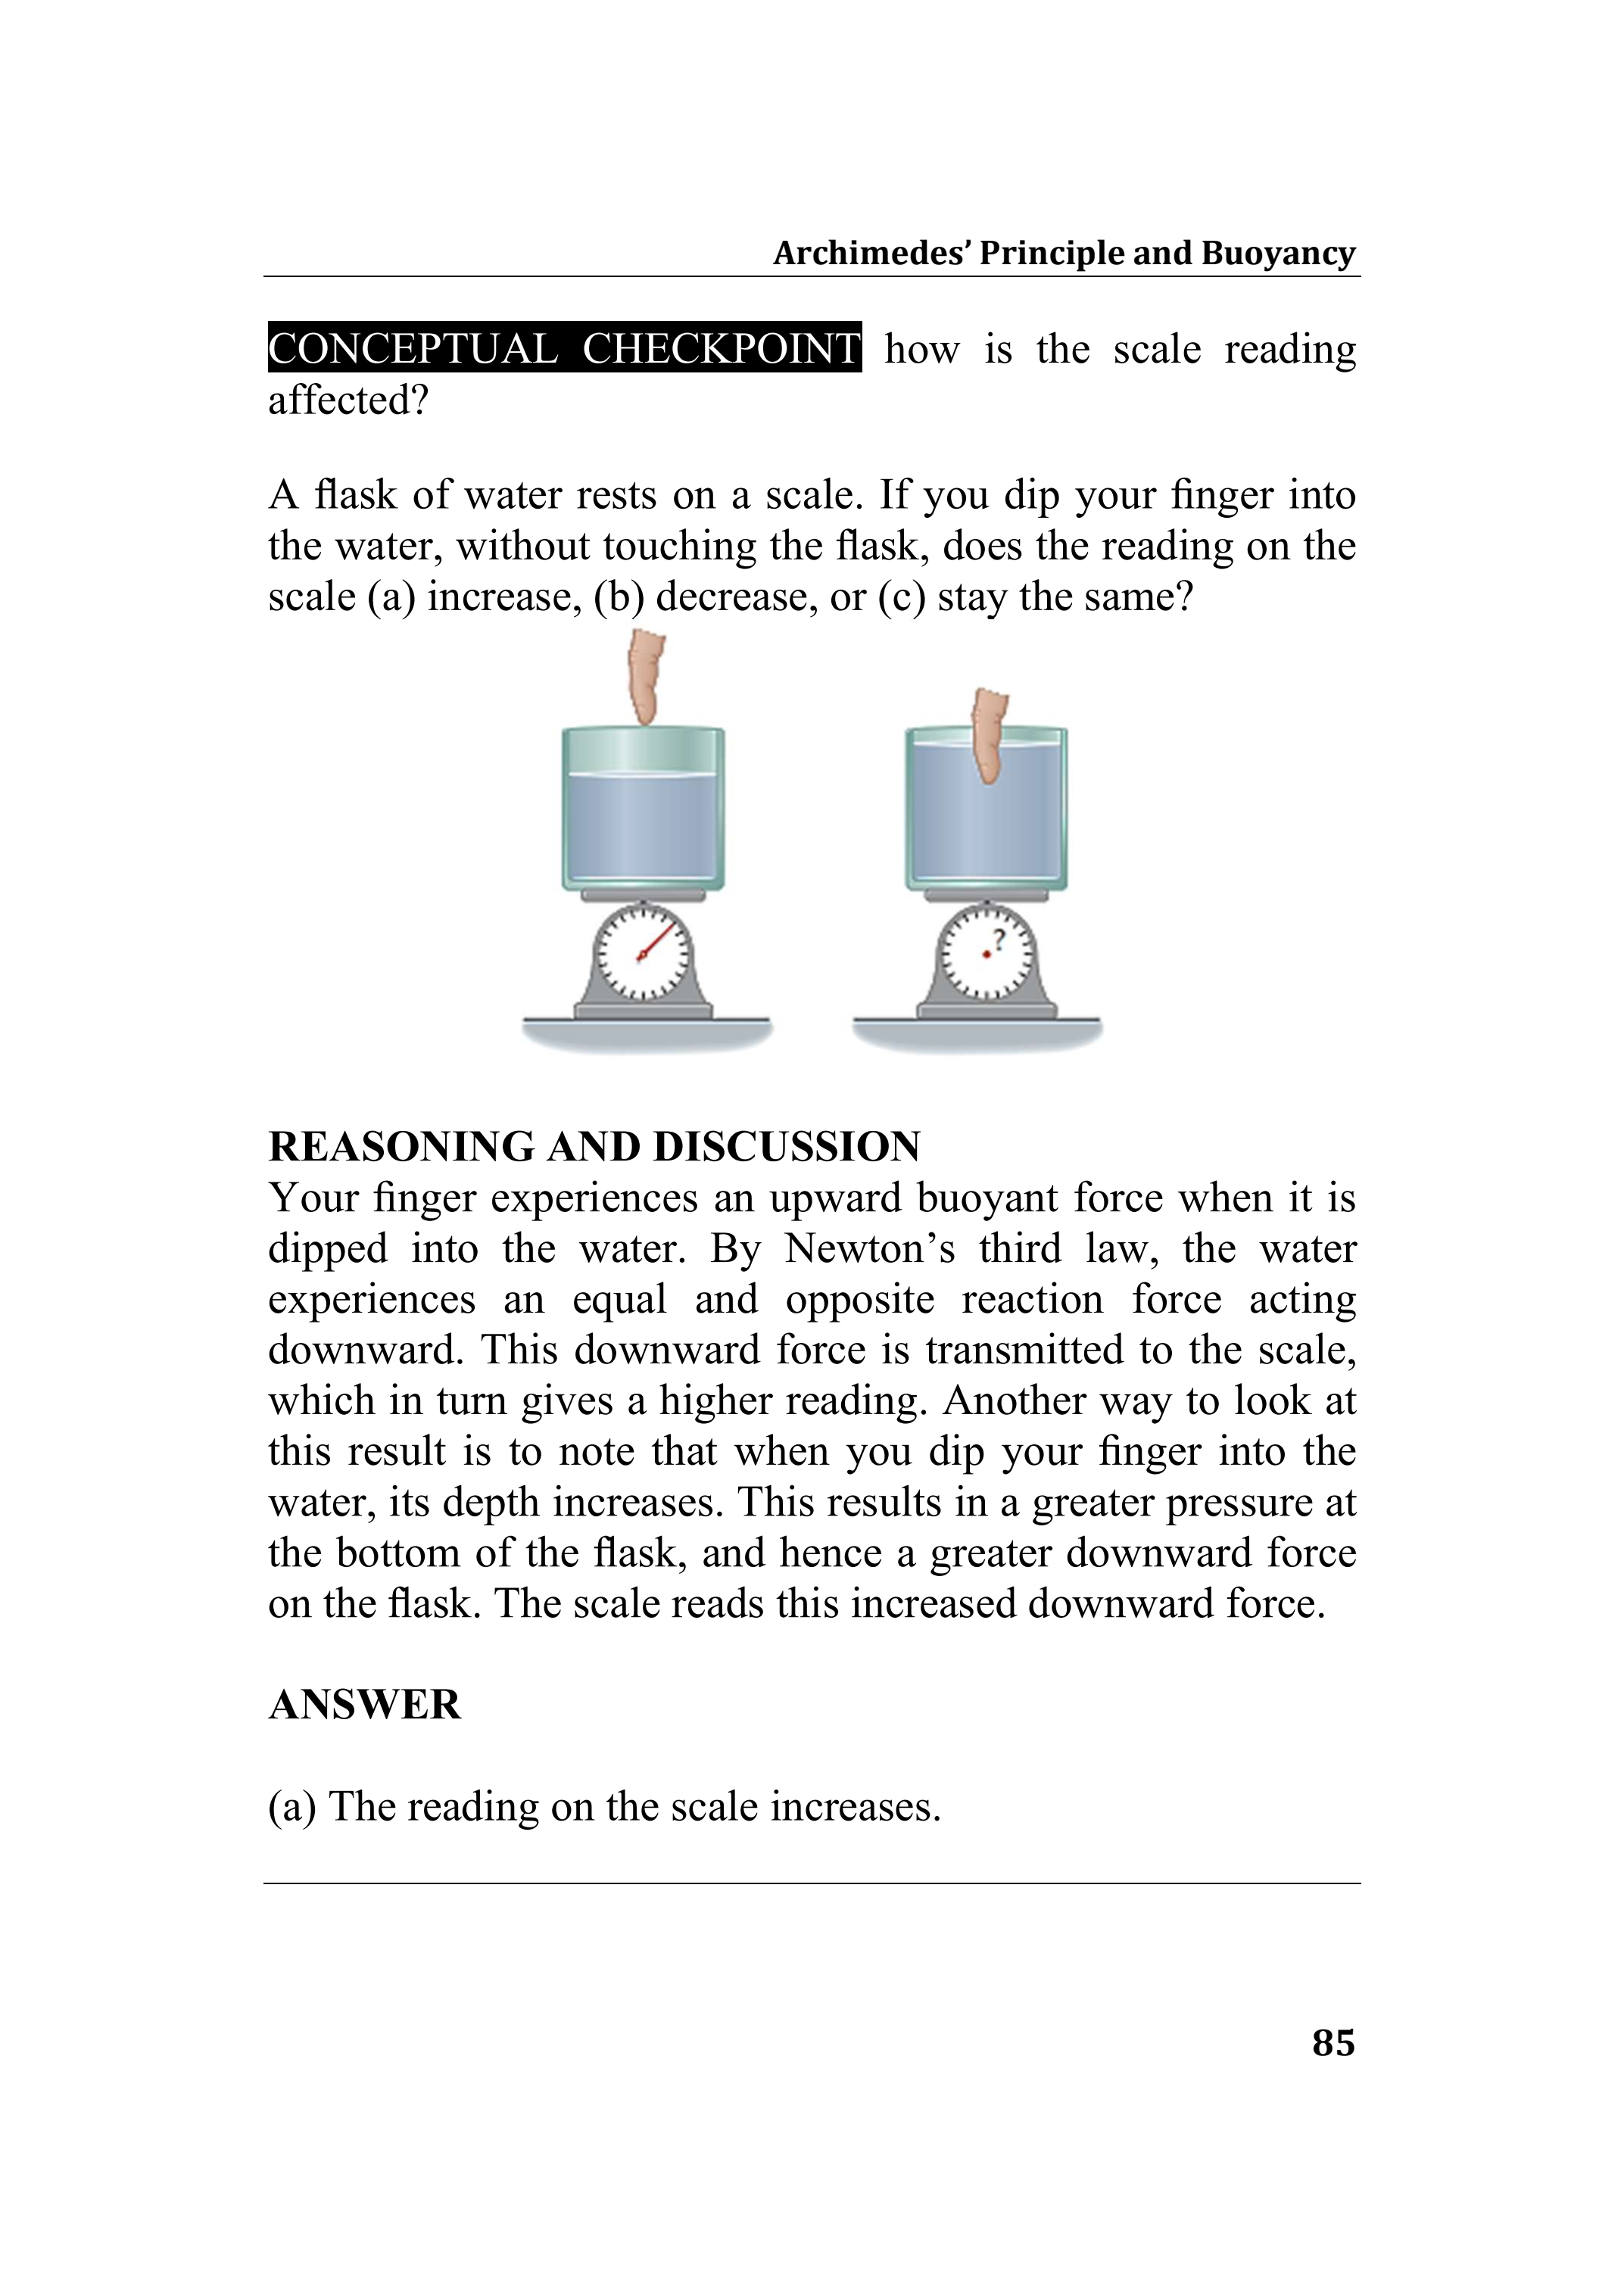 Archimedes’ Principle and Buoyancy
CONCEPTUAL CHECKPOINT how is the scale reading
affected?
A flask of water rests on a scale. If you dip your finger into
the water, without touching the flask, does the reading on the
scale (a) increase, (b) decrease, or (c) stay the same?
?
REASONING AND DISCUSSION
Your finger experiences an upward buoyant force when it is
dipped into the water. By Newton’s third law, the water
experiences an equal and opposite reaction force acting
downward. This downward force is transmitted to the scale,
which in turn gives a higher reading. Another way to look at
this result is to note that when you dip your finger into the
water, its depth increases. This results in a greater pressure at
the bottom of the flask, and hence a greater downward force
on the flask. The scale reads this increased downward force.
ANSWER
(a) The reading on the scale increases.
85